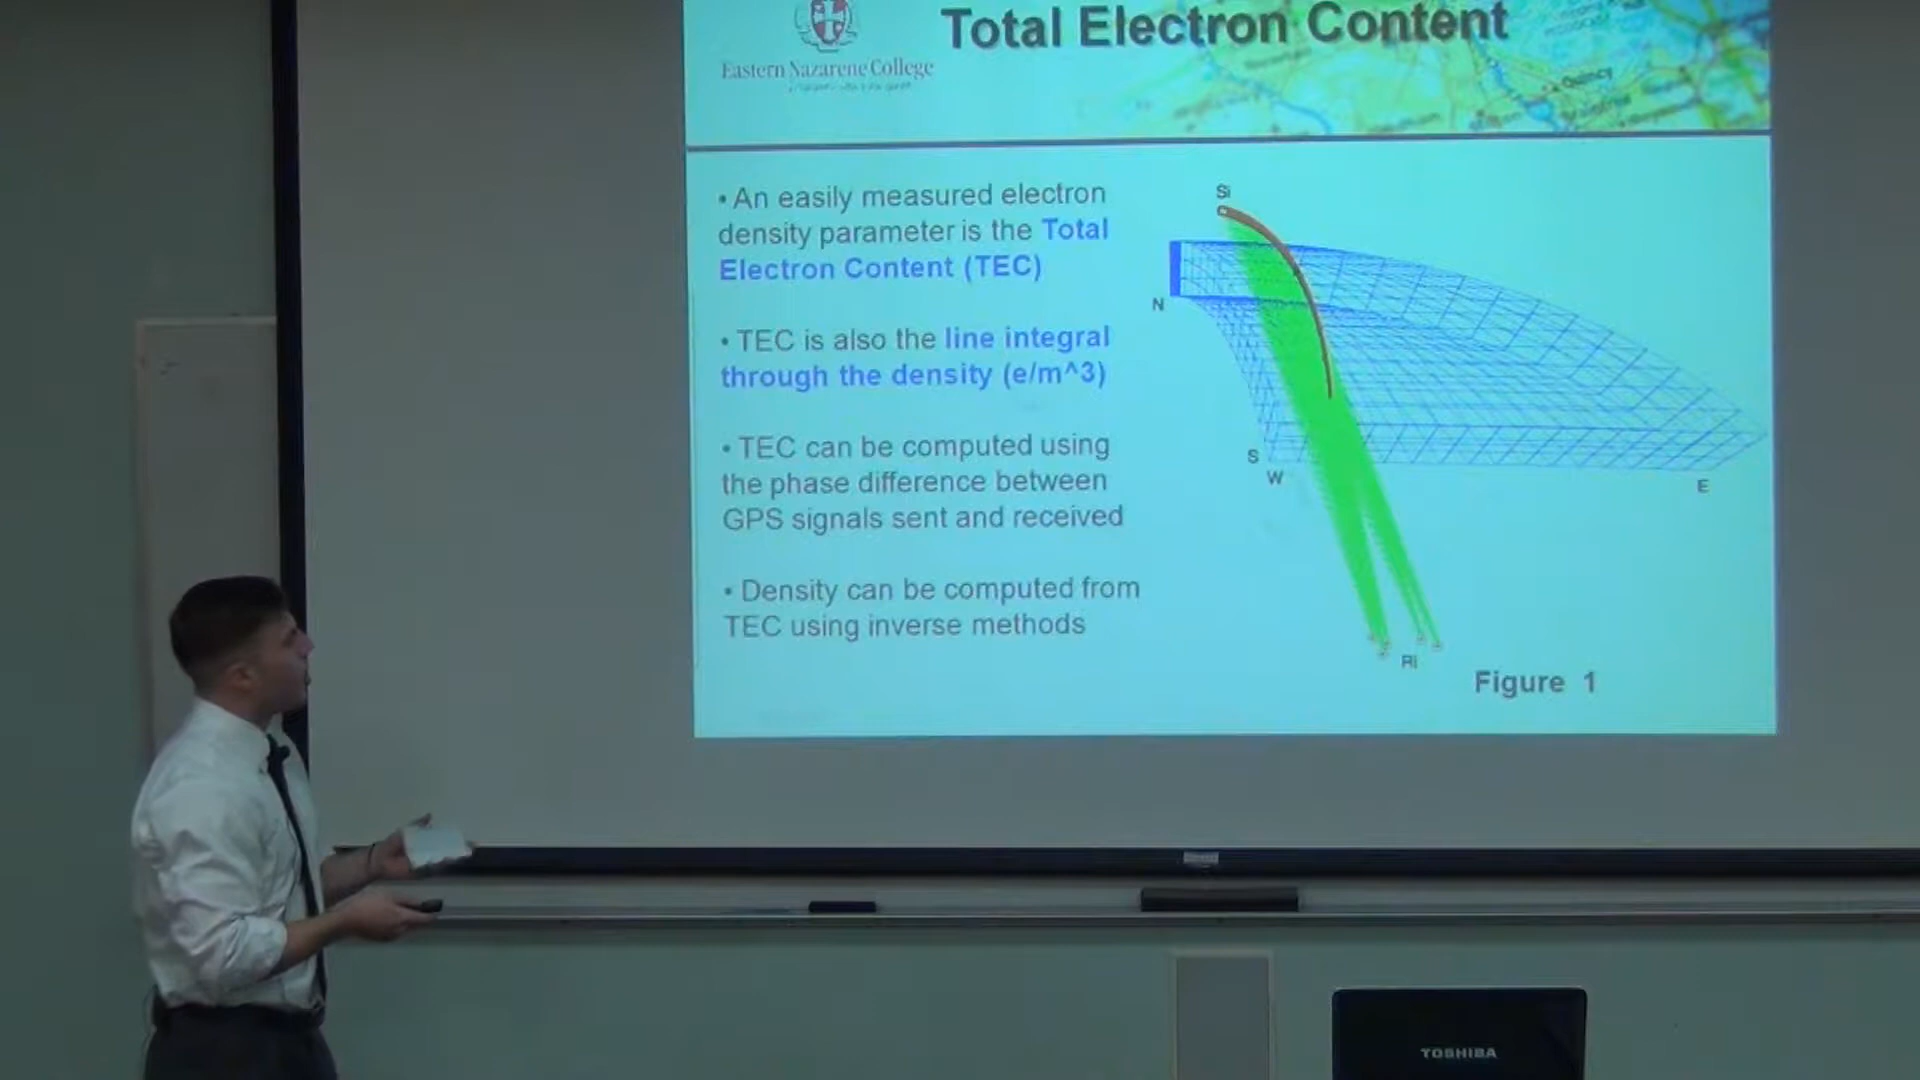 Total Electron Content
Eastern Nazarene College
Quincy
• An easily measured electron
density parameter is the Total
Electron Content (TEC)
• TEC is also the line integral
through the density (e/m^3)
• TEC can be computed using
the phase difference between
GPS signals sent and received
• Density can be computed from
TEC using inverse methods
Si
N
S
W
E
Ri
Figure 1
TOSHIBA